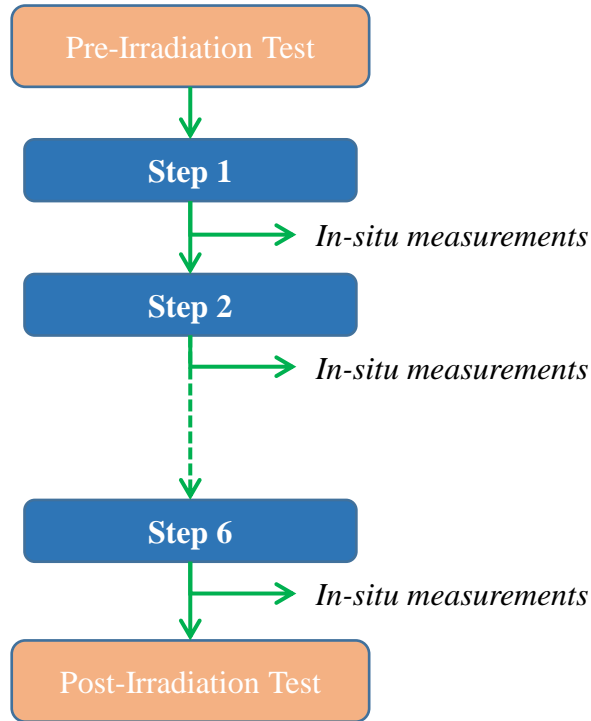 Pre-Irradiation Test
Step 1
In-situ measurements
Step 2
In-situ measurements
Step 6
In-situ measurements
Post-Irradiation Test